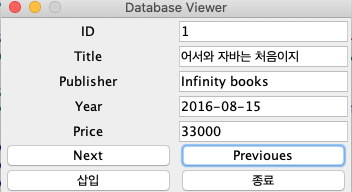 Database Viewer
ID 1
Title 어서와 자바는 처음이지
Publisher Infinity books
Year 2016-08-15
Price 33000
Next Previoues
삽입 종료